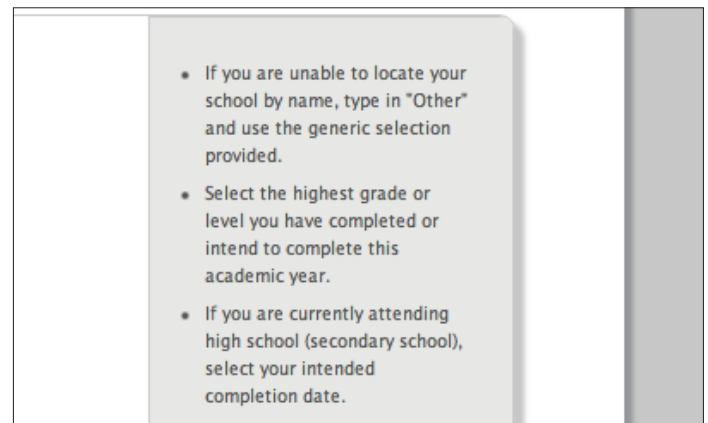 • If you are unable to locate your
school by name, type in "Other"
and use the generic selection
provided.
• Select the highest grade or
level you have completed or
intend to complete this
academic year.
• If you are currently attending
high school (secondary school),
select your intended
completion date.